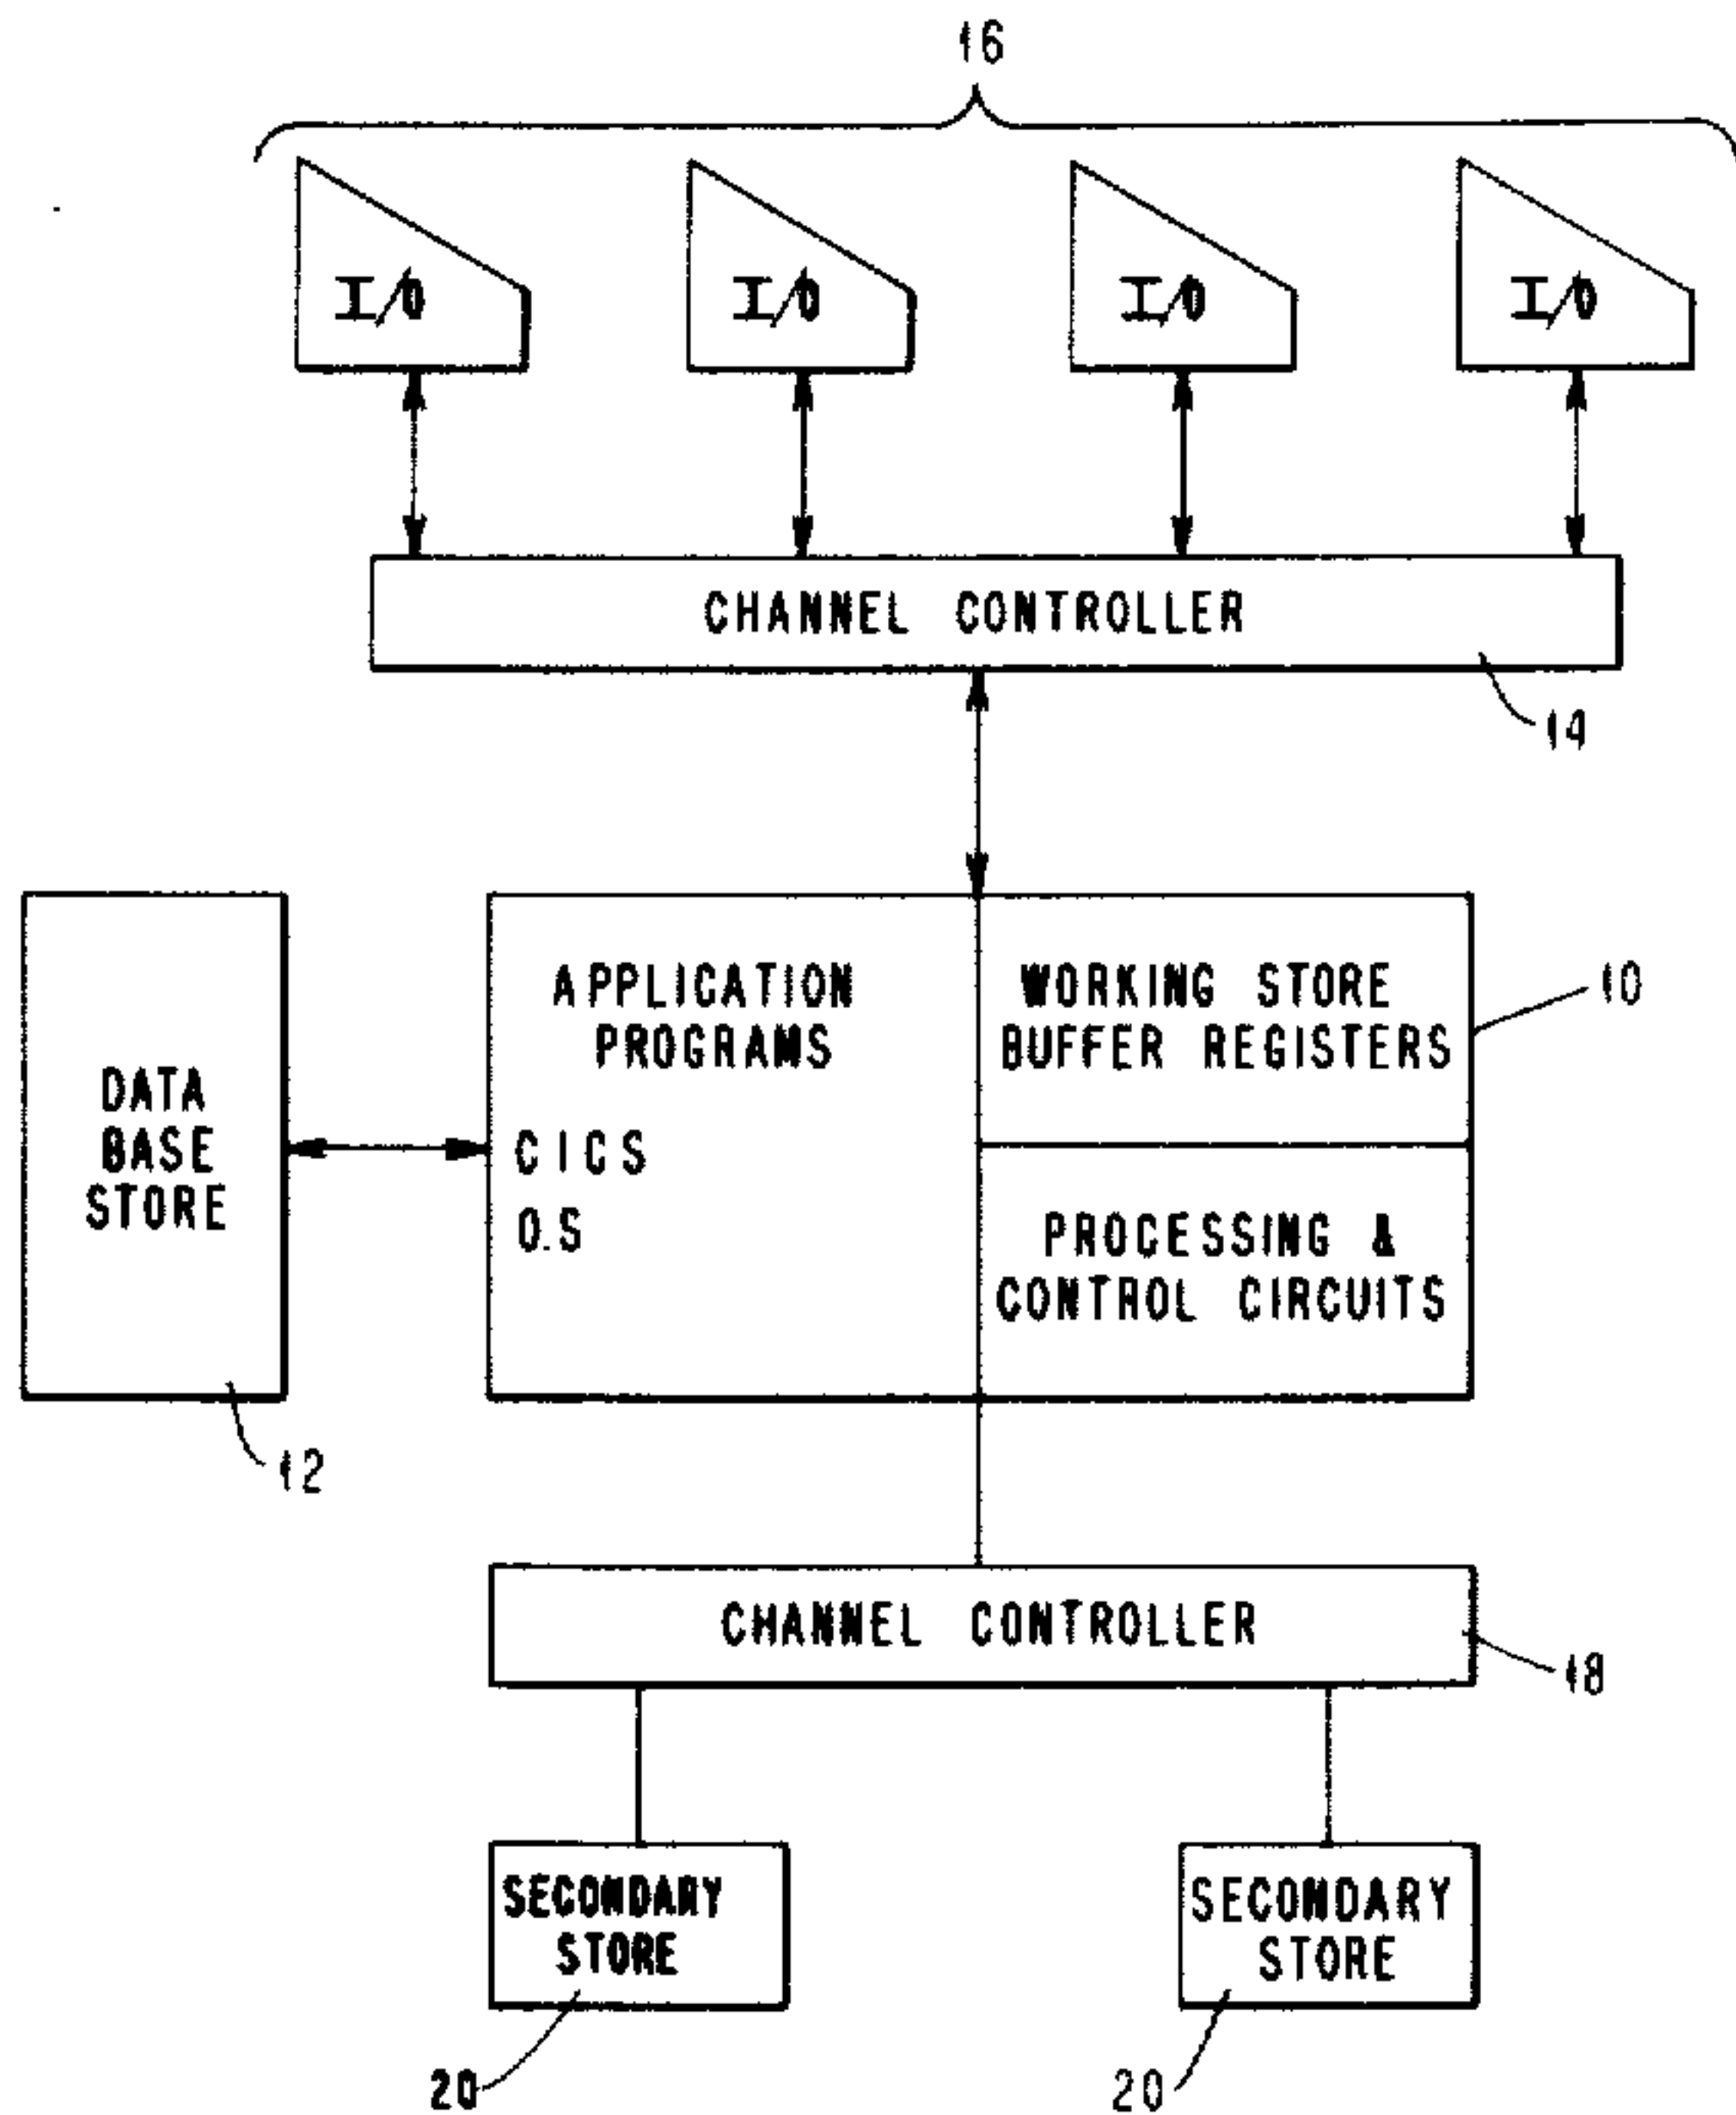 16
I/O I/O I/O I/O
CHANNEL CONTROLLER
14
APPLICATION
PROGRAMS
CICS
O.S
WORKING STORE
BUFFER REGISTERS
10
PROCESSING &
CONTROL CIRCUITS
DATA
BASE
STORE
12
CHANNEL CONTROLLER
18
SECONDARY
STORE
20
SECONDARY
STORE
20